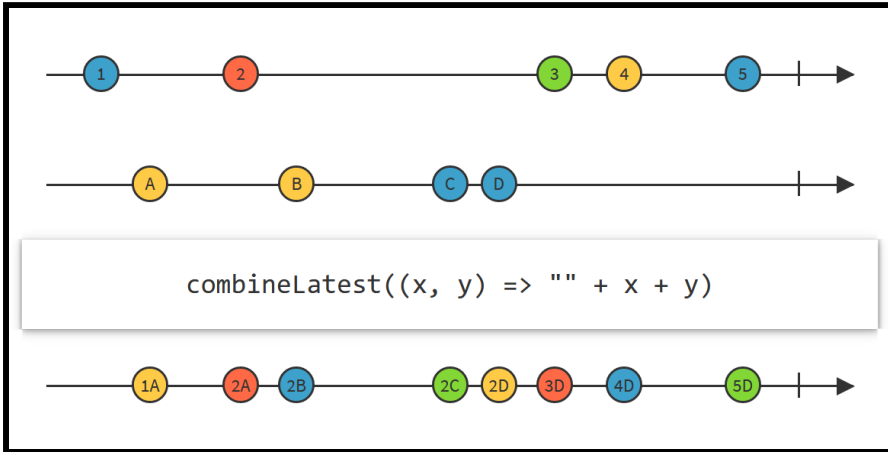 1 2 3 4 5
A B C D
combineLatest((x, y) => "" + x + y)
1A 2A 2B 2C 2D 3D 4D 5D